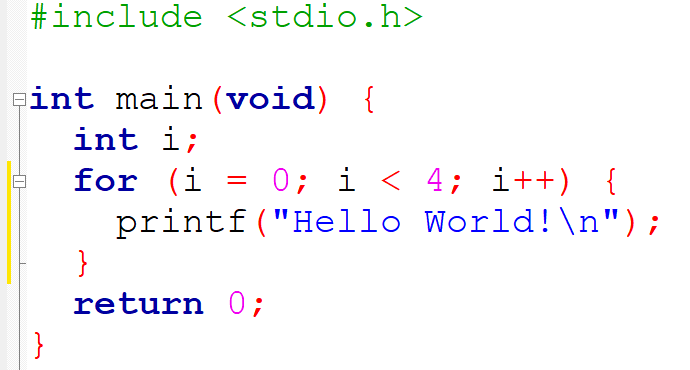 #include <stdio.h>

int main(void) {
  int i;
  for (i = 0; i < 4; i++) {
    printf("Hello World!\n");
  }
  return 0;
}